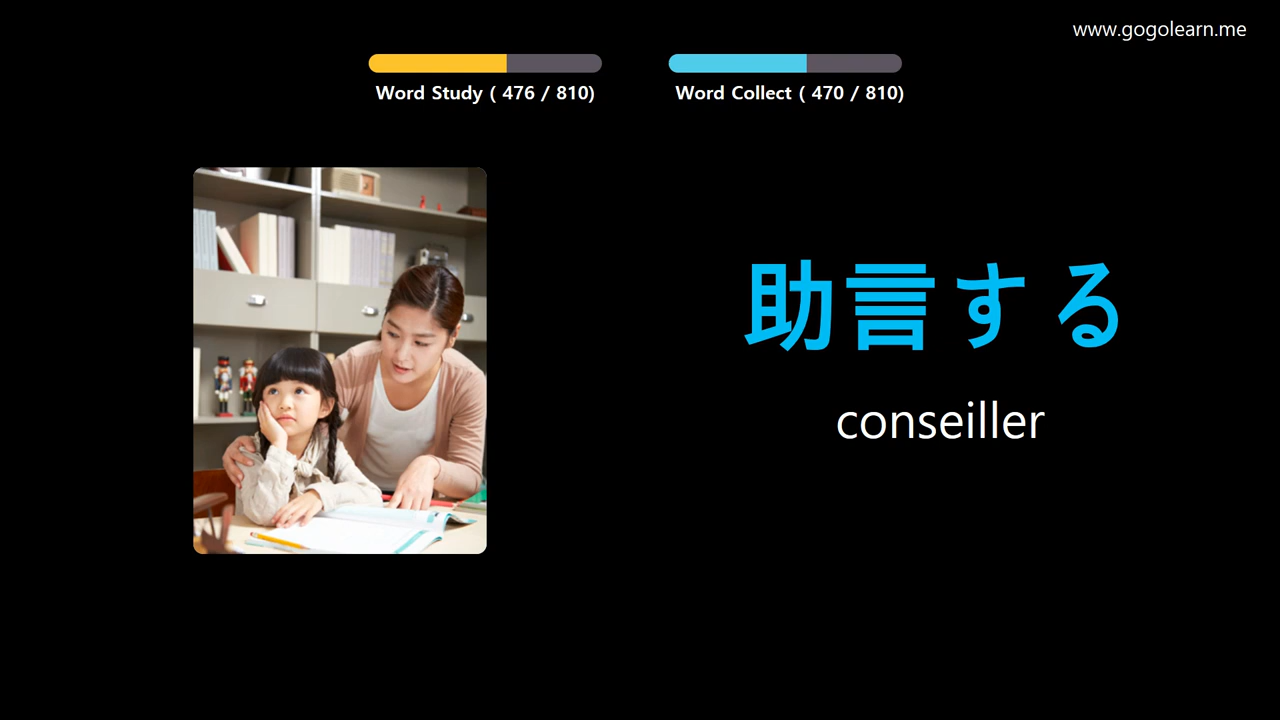 www.gogolearn.me
Word Study ( 476 / 810)
Word Collect ( 470 / 810)
助言する
conseiller